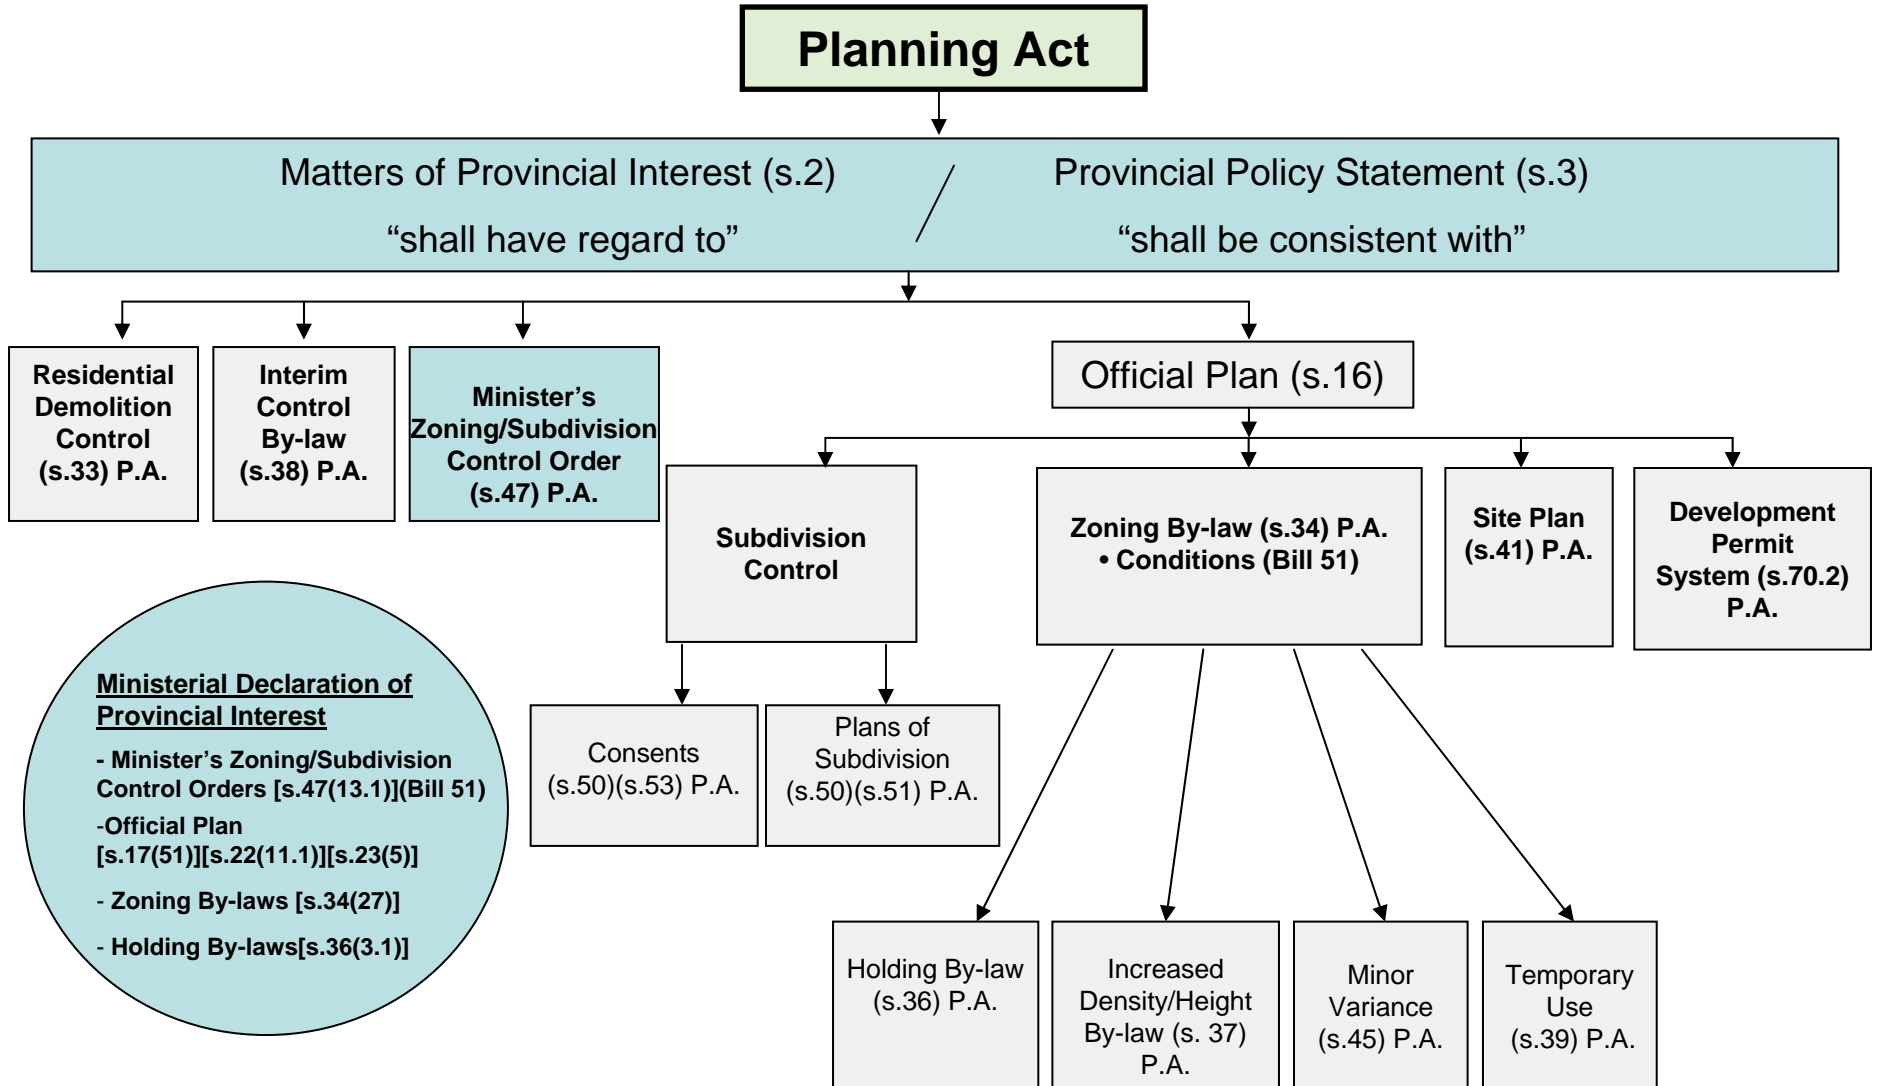 Planning Act
Matters of Provincial Interest (s.2) / Provincial Policy Statement (s.3)
“shall have regard to” “shall be consistent with”
Residential
Demolition
Control
(s.33) P.A.
Interim
Control
By-law
(s.38) P.A.
Minister’s
Zoning/Subdivision
Control Order
(s.47) P.A.
Official Plan (s.16)
Subdivision
Control
Zoning By-law (s.34) P.A.
• Conditions (Bill 51)
Site Plan
(s.41) P.A.
Development
Permit
System (s.70.2)
P.A.
Ministerial Declaration of
Provincial Interest
- Minister’s Zoning/Subdivision
Control Orders [s.47(13.1)](Bill 51)
-Official Plan
[s.17(51)][s.22(11.1)][s.23(5)]
- Zoning By-laws [s.34(27)]
- Holding By-laws[s.36(3.1)]
Consents
(s.50)(s.53) P.A.
Plans of
Subdivision
(s.50)(s.51) P.A.
Holding By-law
(s.36) P.A.
Increased
Density/Height
By-law (s. 37)
P.A.
Minor
Variance
(s.45) P.A.
Temporary
Use
(s.39) P.A.